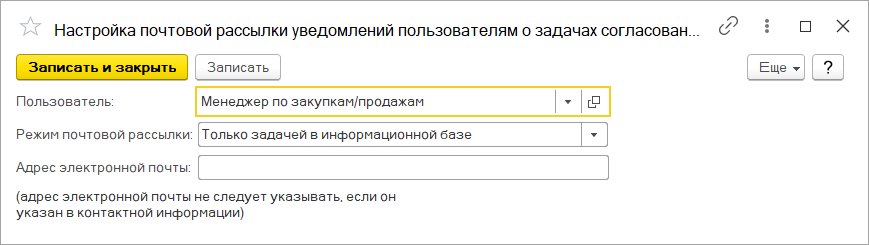 Настройка почтовой рассылки уведомлений пользователям о задачах согласован...
Записать и закрыть Записать Еще ?
Пользователь: Менеджер по закупкам/продажам
Режим почтовой рассылки: Только задачей в информационной базе
Адрес электронной почты:
(адрес электронной почты не следует указывать, если он
указан в контактной информации)